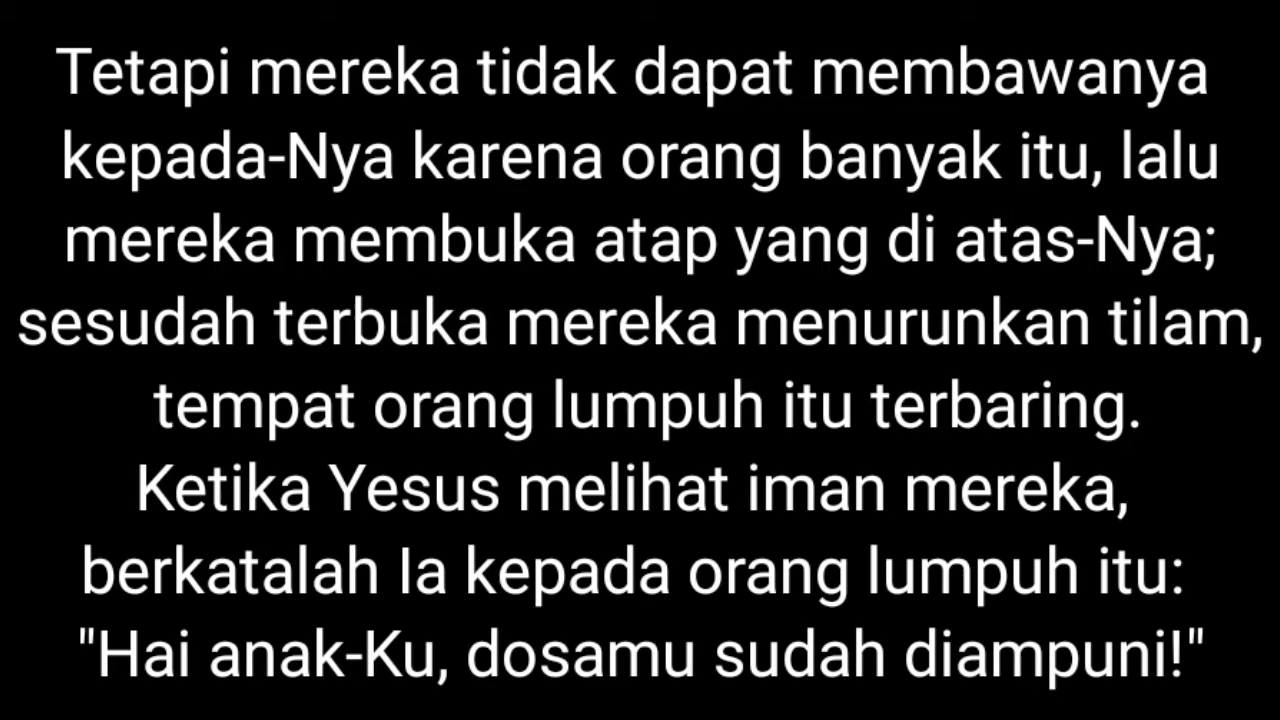 Tetapi mereka tidak dapat membawanya
kepada-Nya karena orang banyak itu, lalu
mereka membuka atap yang di atas-Nya;
sesudah terbuka mereka menurunkan tilam,
tempat orang lumpuh itu terbaring.
Ketika Yesus melihat iman mereka,
berkatalah Ia kepada orang lumpuh itu:
"Hai anak-Ku, dosamu sudah diampuni!"